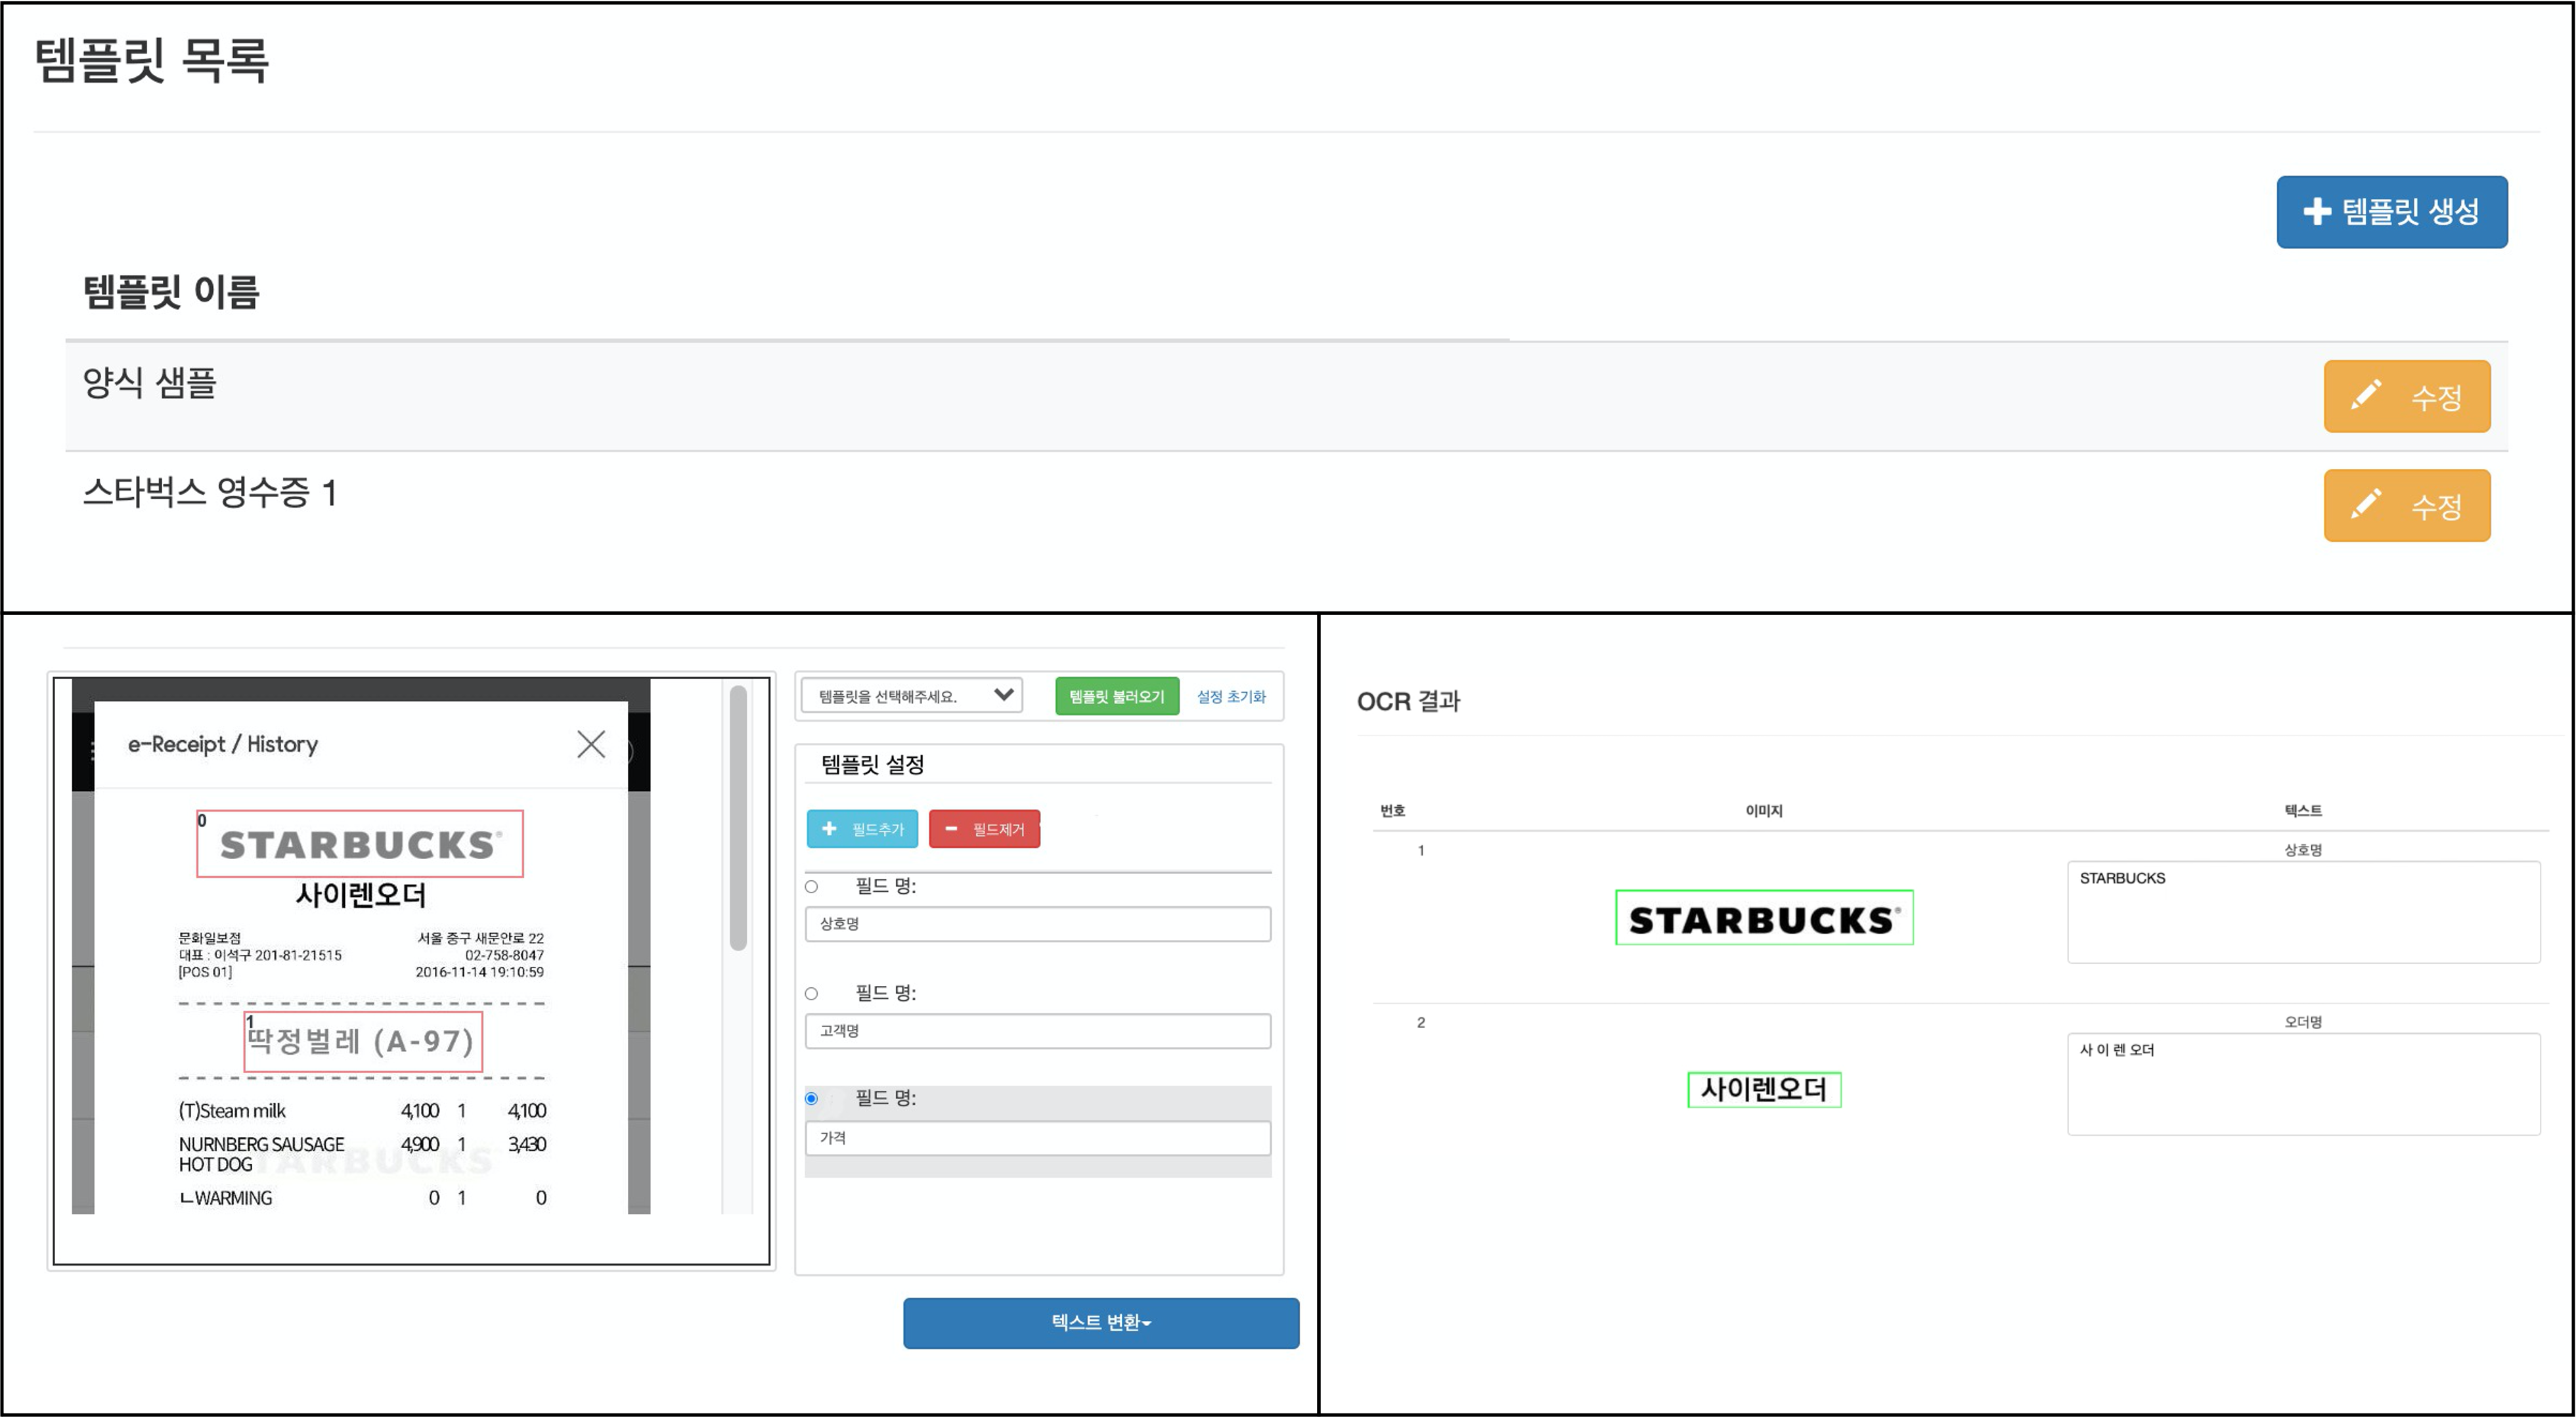 템플릿 목록
템플릿 생성
템플릿 이름
양식 샘플
수정
스타벅스 영수증 1
수정
e-Receipt / History
0
STARBUCKS®
사이렌오더
문화일보점 서울 중구 새문안로 22
대표 : 이석구 201-81-21515 02-758-8047
[POS 01] 2016-11-14 19:10:59
1
딱정벌레 (A-97)
(T)Steam milk 4,100 1 4,100
NURNBERG SAUSAGE 4,900 1 3,430
HOT DOG
ㄴWARMING 0 1 0
STARBUCKS
템플릿을 선택해주세요. 템플릿 불러오기 설정 초기화
템플릿 설정
필드추가 필드제거
필드 명:
상호명
필드 명:
고객명
필드 명:
가격
텍스트 변환
OCR 결과
번호 이미지 텍스트
1 상호명
STARBUCKS® STARBUCKS
2 오더명
사이렌오더 사 이 렌 오더